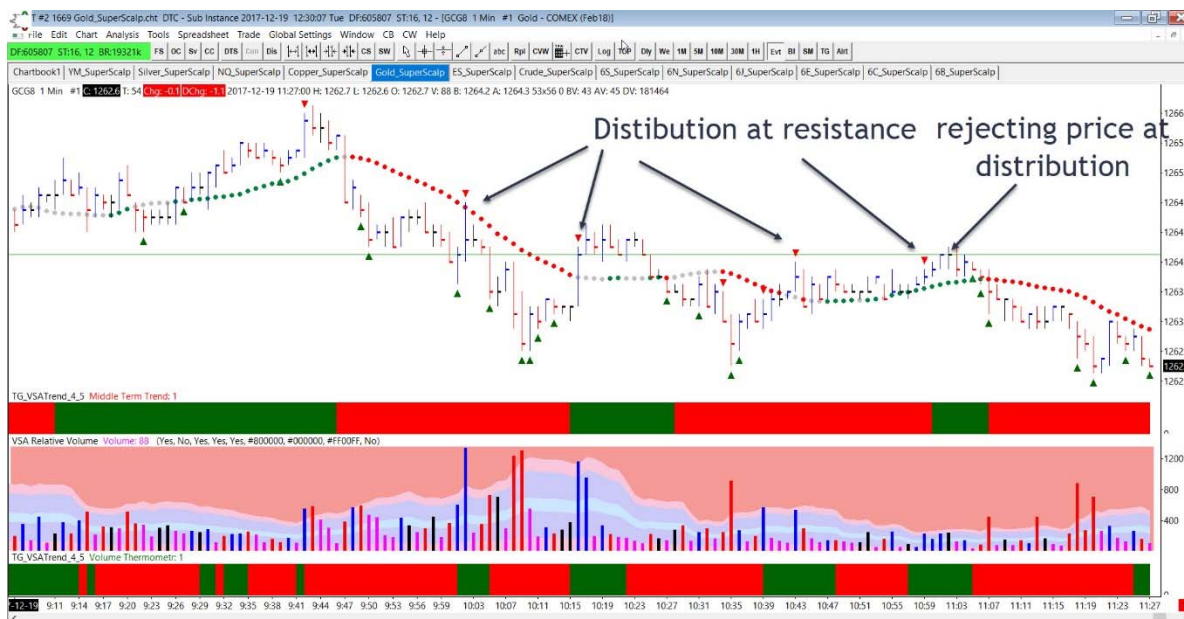 T #2 1669 Gold_SuperScalp.cht DTC - Sub Instance 2017-12-19 12:30:07 Tue DF:605807 ST:16, 12 - [GCG8 1 Min #1 Gold - COMEX (Feb18)]
File Edit Chart Analysis Tools Spreadsheet Trade Global Settings Window CB CW Help
DF:605807 ST:16, 12 BR:19321k FS OC Sv CC DTS Con Dis CS SW abc Rpl CVW CTV Log TOP Dly We 1M 5M 10M 30M 1H Evt BI SM TG Alrt
Chartbook1 YM_SuperScalp Silver_SuperScalp NQ_SuperScalp Copper_SuperScalp Gold_SuperScalp ES_SuperScalp Crude_SuperScalp 6S_SuperScalp 6N_SuperScalp 6J_SuperScalp 6E_SuperScalp 6C_SuperScalp 6B_SuperScalp
GCG8 1 Min #1 C: 1262.6 T: 54 Chg: -0.1 DChg: -1.1 2017-12-19 11:27:00 H: 1262.7 L: 1262.6 O: 1262.7 V: 88 B: 1264.2 A: 1264.3 53x56 0 BV: 43 AV: 45 DV: 181464
Distibution at resistance
rejecting price at
distribution
1266
1265
1265
1264
1264
1264
1263
1263
1262
1262
1262
TG_VSATrend_4_5 Middle Term Trend: 1
VSA Relative Volume Volume: 88 (Yes, No, Yes, Yes, Yes, #800000, #000000, #FF00FF, No)
1200
800
400
TG_VSATrend_4_5 Volume Thermometr: 1
-12-19 9:11 9:14 9:17 9:20 9:23 9:26 9:29 9:32 9:35 9:38 9:41 9:44 9:47 9:50 9:53 9:56 9:59 10:03 10:07 10:11 10:15 10:19 10:23 10:27 10:31 10:35 10:39 10:43 10:47 10:51 10:55 10:59 11:03 11:07 11:11 11:15 11:19 11:23 11:27